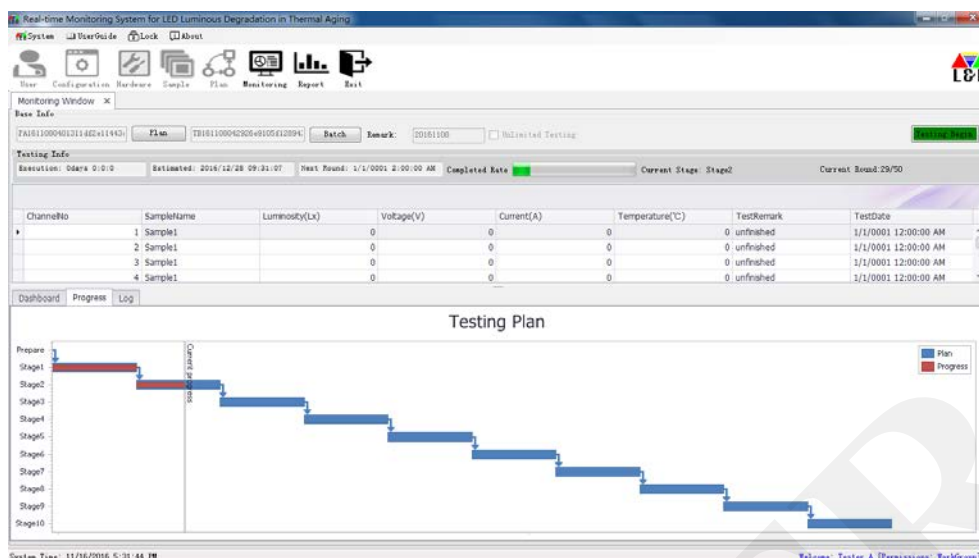 Real-time Monitoring System for LED Luminous Degradation in Thermal Aging
System UserGuide Lock About
User Configuration Hardware Sample Plan Monitoring Report Exit
Monitoring Window
Base Info
Plan Batch Remark: 20161108 Unlimited Testing Testing Begin
Testing Info
Execution: 0days 0:0:0 Estimated: 2016/12/28 09:31:07 Next Round: 1/1/0001 2:00:00 AM Completed Rate Current Stage: Stage2 Current Round:29/50
ChannelNo SampleName Luminosity(Lx) Voltage(V) Current(A) Temperature(℃) TestRemark TestDate
1 Sample1 0 0 0 0 unfinished 1/1/0001 12:00:00 AM
2 Sample1 0 0 0 0 unfinished 1/1/0001 12:00:00 AM
3 Sample1 0 0 0 0 unfinished 1/1/0001 12:00:00 AM
4 Sample1 0 0 0 0 unfinished 1/1/0001 12:00:00 AM
Dashboard Progress Log
Testing Plan
Prepare
Stage1
Stage2
Stage3
Stage4
Stage5
Stage6
Stage7
Stage8
Stage9
Stage10
Current progress
Plan
Progress
System Time: 11/16/2016 5:31:44 PM Welcome: Tester A [Permissions: